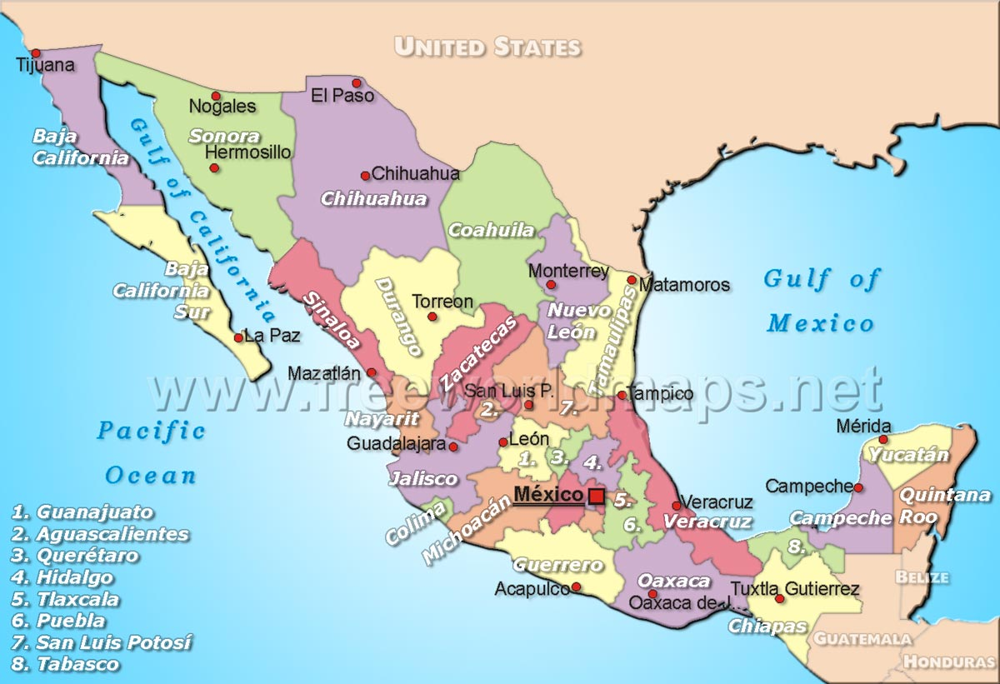 UNITED STATES
Tijuana
El Paso
Nogales
Sonora
Baja
California
Hermosillo
Gulf of California
Chihuahua
Chihuahua
Coahuila
Baja
California
Sur
Monterrey
Matamoros
Gulf of
Mexico
Durango
Torreon
Nuevo
León
Tamaulipas
Sinaloa
La Paz
Zacatecas
Mazatlán
www.freeworldmaps.net
San Luis P.
Tampico
2.
7.
Nayarit
Pacific
Ocean
Guadalajara
León
1.
3.
4.
Mérida
Yucatán
Jalisco
México
5.
Campeche
Quintana
Roo
Campeche
Colima
Michoacán
6.
Veracruz
Veracruz
8.
Guerrero
Acapulco
Oaxaca
Oaxaca de J.
Tuxtla Gutierrez
Chiapas
BELIZE
GUATEMALA
HONDURAS
1. Guanajuato
2. Aguascalientes
3. Querétaro
4. Hidalgo
5. Tlaxcala
6. Puebla
7. San Luis Potosí
8. Tabasco